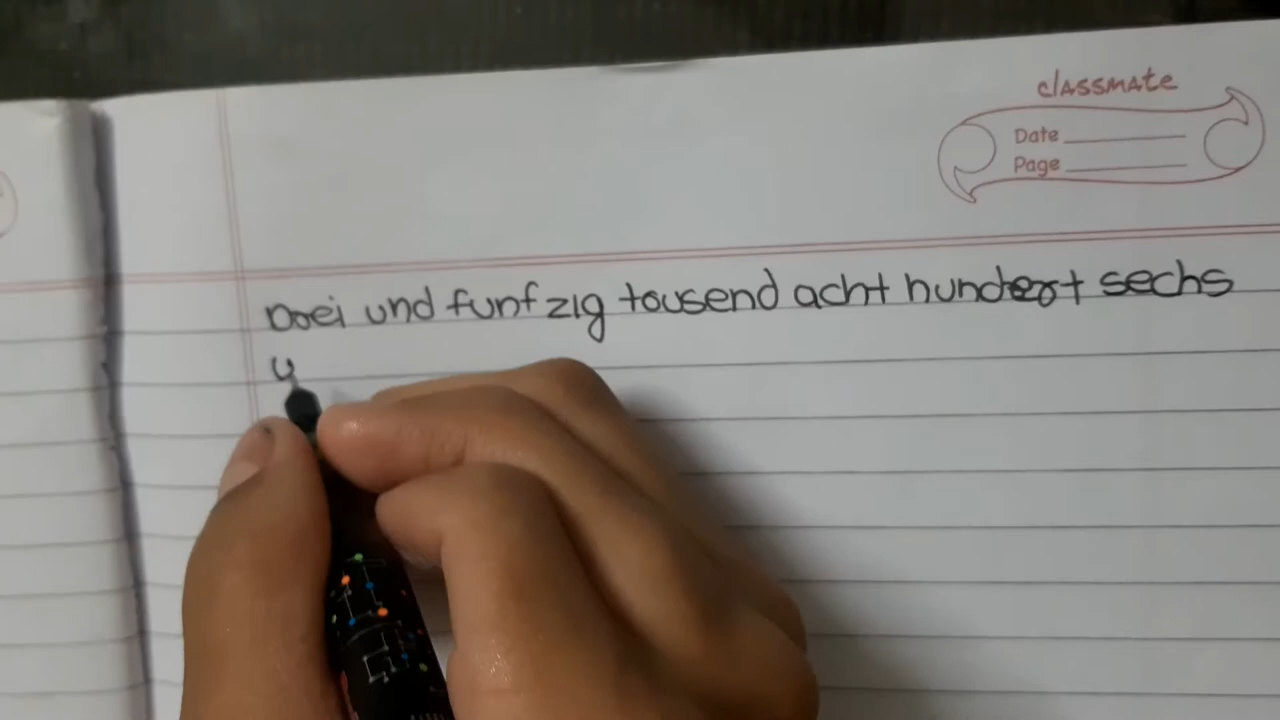 classmate
Date
Page
Drei und funfzig tousend acht hundert sechs
u